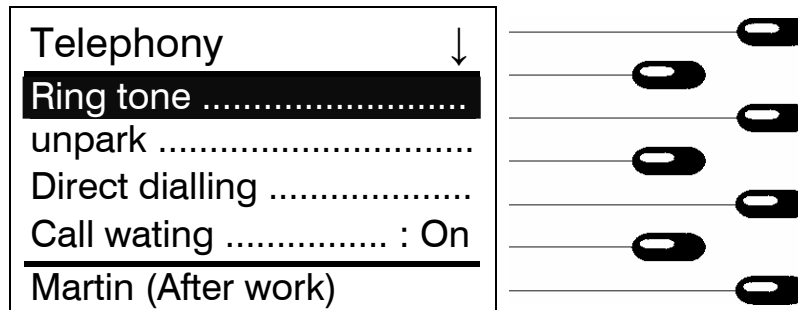 Telephony ↓
Ring tone ..........................
unpark ...............................
Direct dialling ....................
Call wating ................ : On
Martin (After work)